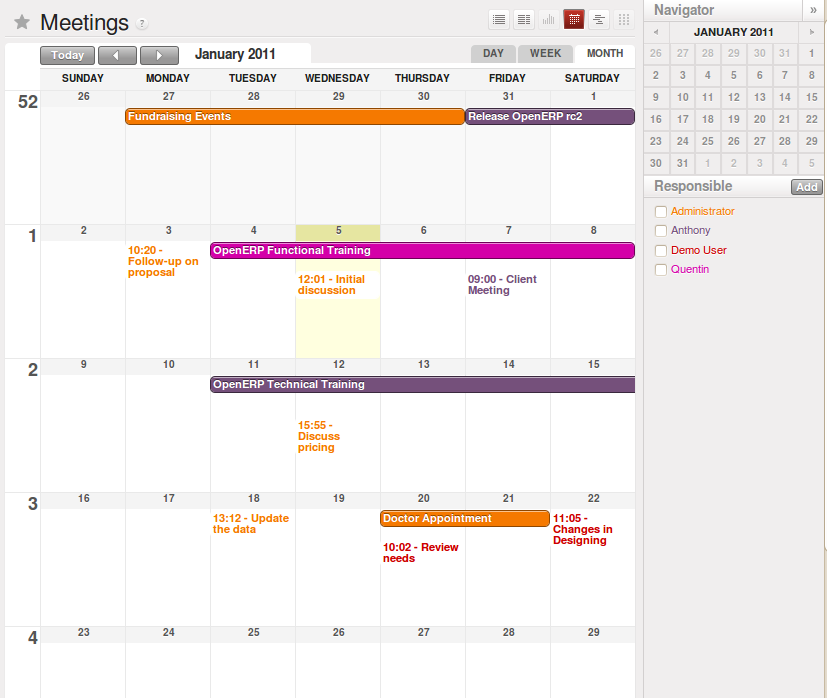 Meetings ?
Today January 2011 DAY WEEK MONTH
SUNDAY MONDAY TUESDAY WEDNESDAY THURSDAY FRIDAY SATURDAY
52 26 27 28 29 30 31 1
Fundraising Events Release OpenERP rc2
1 2 3 4 5 6 7 8
10:20 -
Follow-up on
proposal
OpenERP Functional Training
12:01 - Initial
discussion
09:00 - Client
Meeting
2 9 10 11 12 13 14 15
OpenERP Technical Training
15:55 -
Discuss
pricing
3 16 17 18 19 20 21 22
13:12 - Update
the data
Doctor Appointment
10:02 - Review
needs
11:05 -
Changes in
Designing
4 23 24 25 26 27 28 29
Navigator »
JANUARY 2011
26 27 28 29 30 31 1
2 3 4 5 6 7 8
9 10 11 12 13 14 15
16 17 18 19 20 21 22
23 24 25 26 27 28 29
30 31 1 2 3 4 5
Responsible Add
Administrator
Anthony
Demo User
Quentin